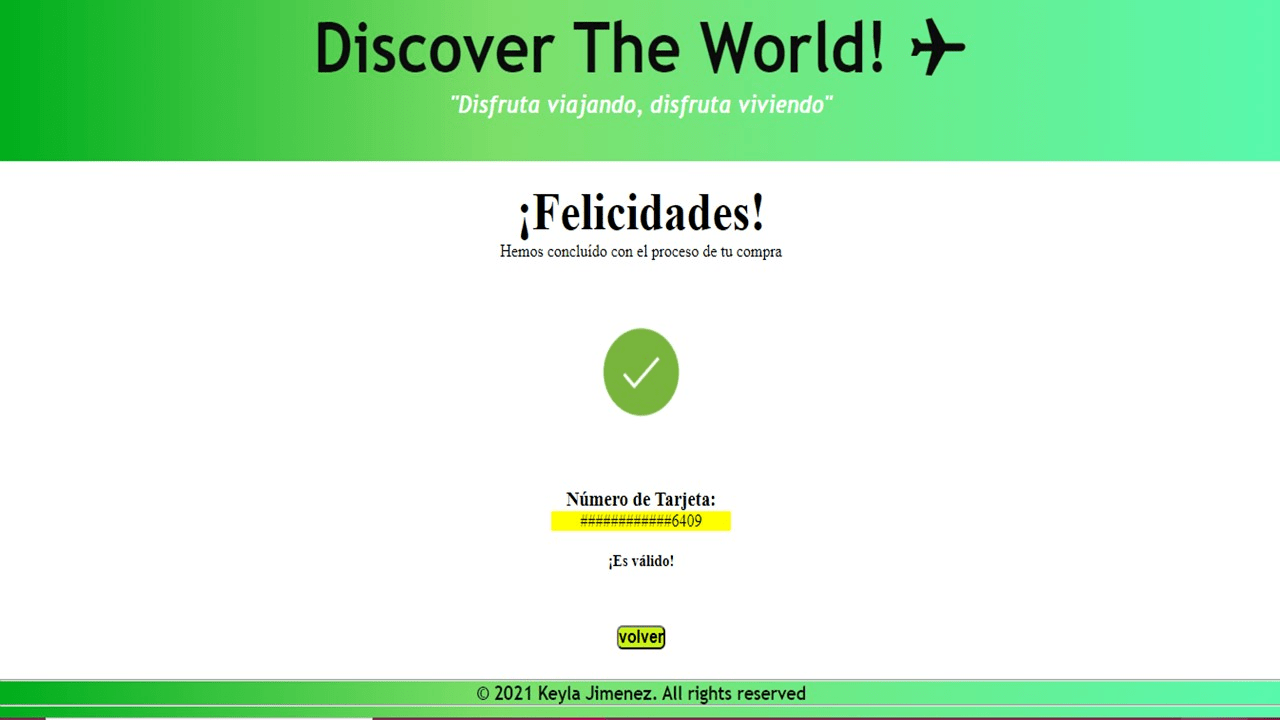 Discover The World! ✈
"Disfruta viajando, disfruta viviendo"
¡Felicidades!
Hemos concluído con el proceso de tu compra
Número de Tarjeta:
############6409
¡Es válido!
volver
© 2021 Keyla Jimenez. All rights reserved